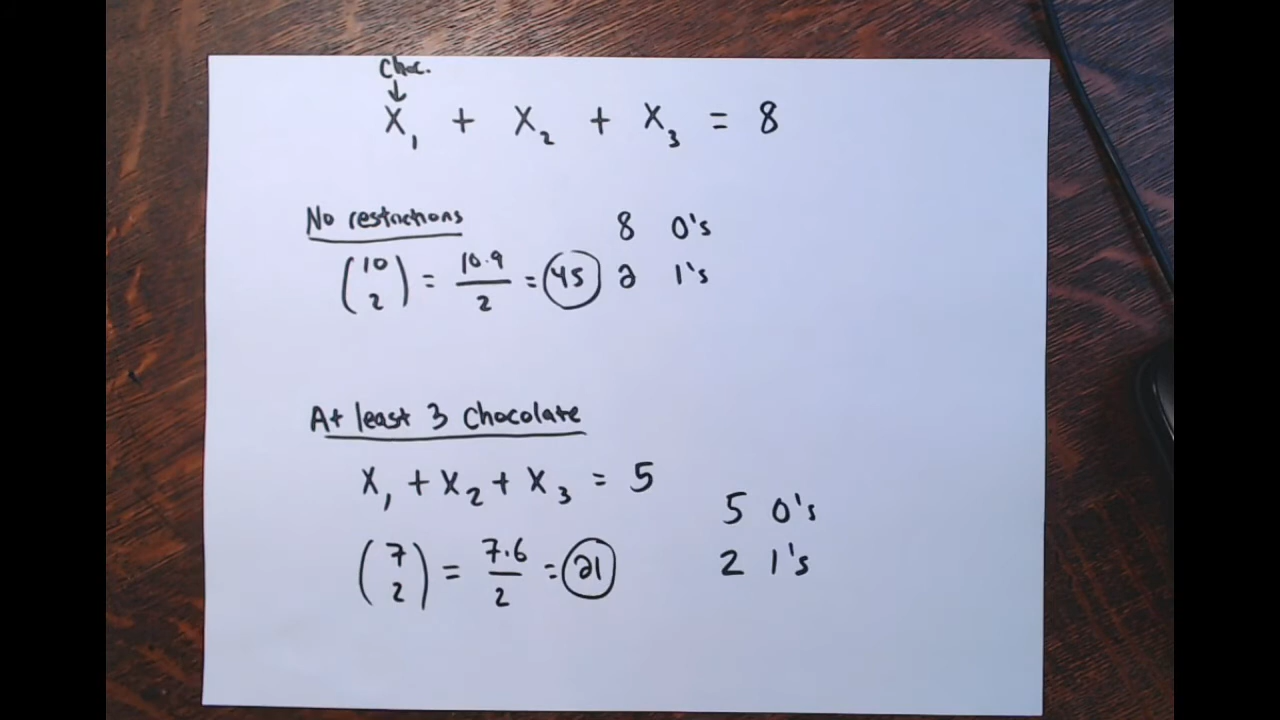 Choc.
↓
X₁ + X₂ + X₃ = 8
No restrictions
8 0's
(10 2) = 10·9/2 = 45
2 1's
At least 3 Chocolate
X₁ + X₂ + X₃ = 5
5 0's
(7 2) = 7·6/2 = 21
2 1's